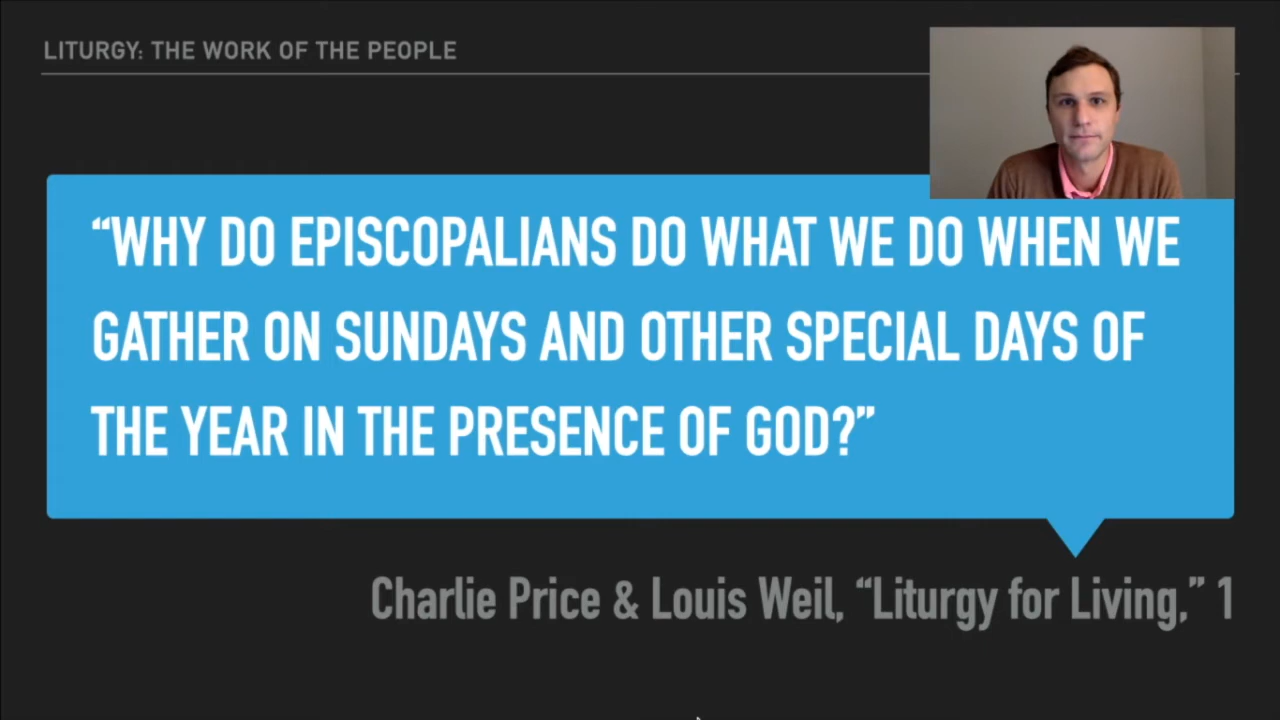 LITURGY: THE WORK OF THE PEOPLE
“WHY DO EPISCOPALIANS DO WHAT WE DO WHEN WE
GATHER ON SUNDAYS AND OTHER SPECIAL DAYS OF
THE YEAR IN THE PRESENCE OF GOD?”
Charlie Price & Louis Weil, “Liturgy for Living,” 1